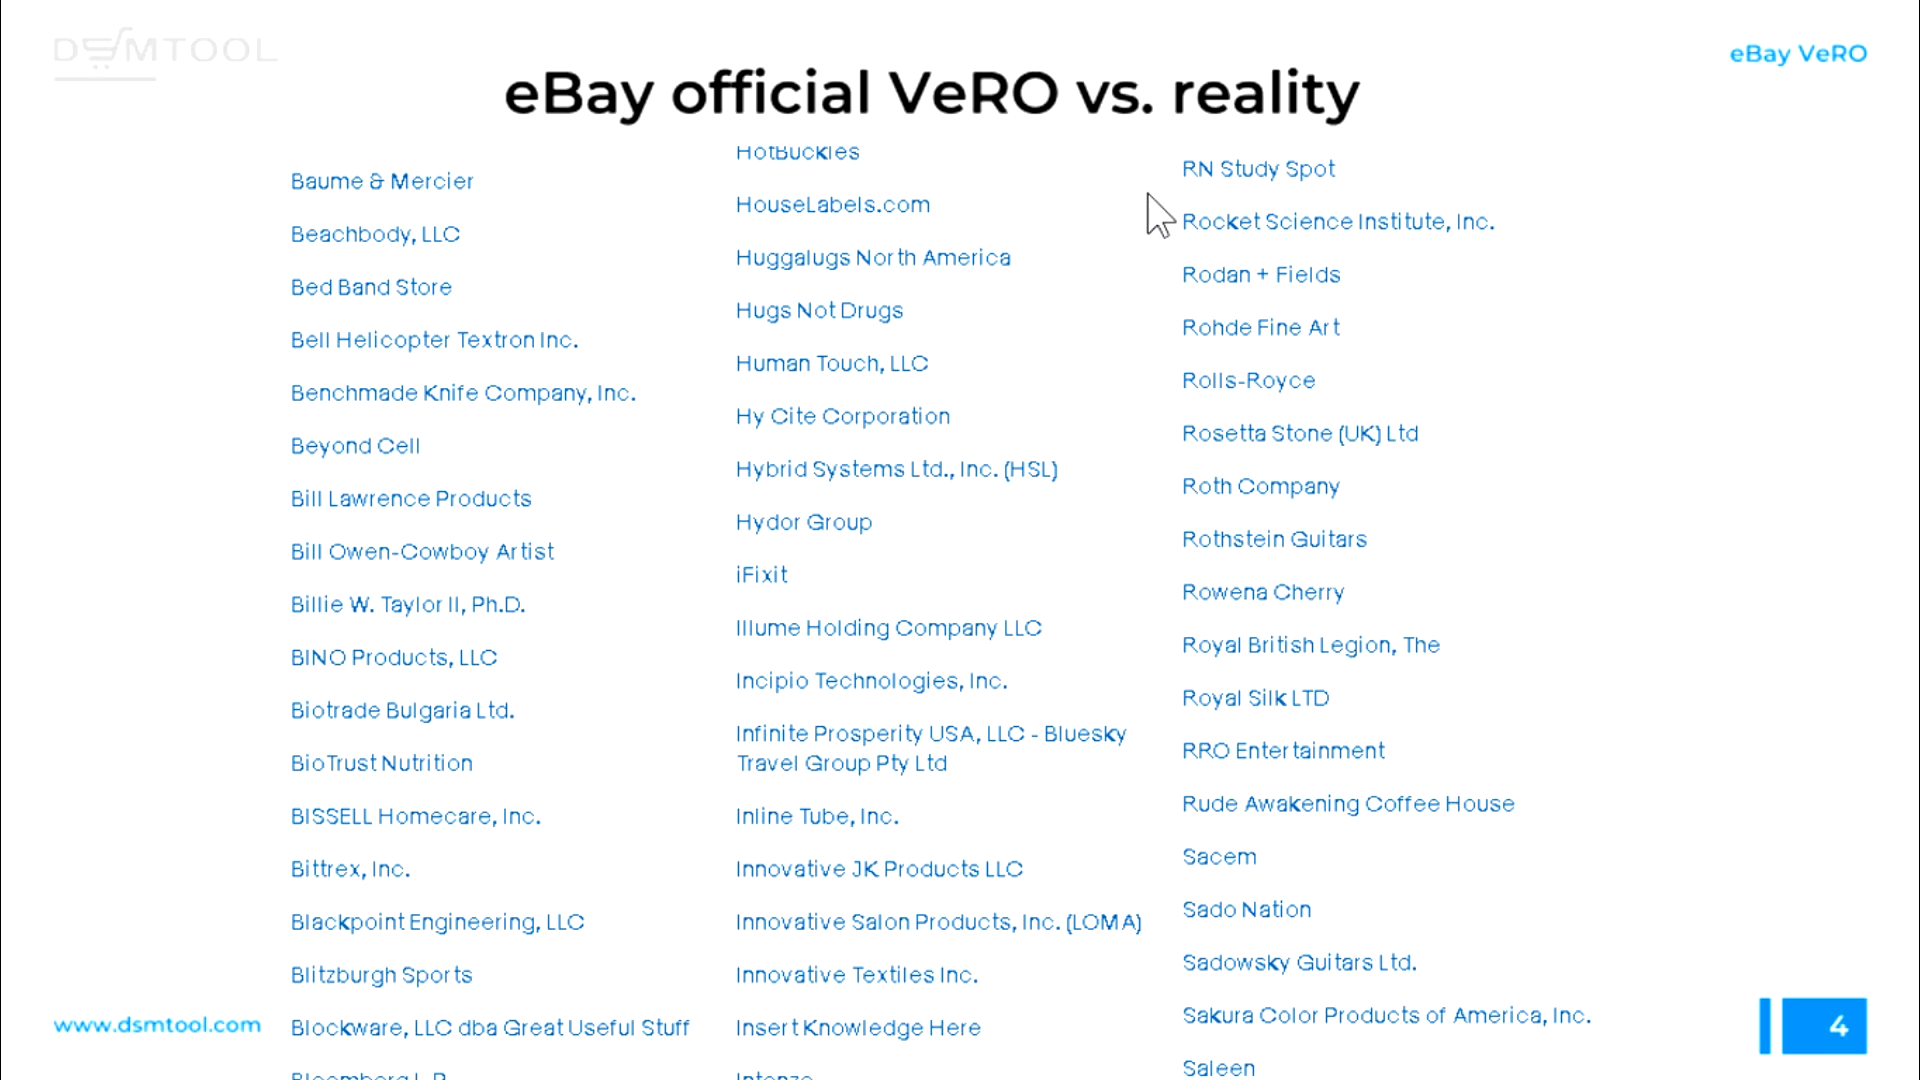 DSMTOOL
eBay VeRO
eBay official VeRO vs. reality
Baume & Mercier
Beachbody, LLC
Bed Band Store
Bell Helicopter Textron Inc.
Benchmade Knife Company, Inc.
Beyond Cell
Bill Lawrence Products
Bill Owen-Cowboy Artist
Billie W. Taylor II, Ph.D.
BINO Products, LLC
Biotrade Bulgaria Ltd.
BioTrust Nutrition
BISSELL Homecare, Inc.
Bittrex, Inc.
Blackpoint Engineering, LLC
Blitzburgh Sports
Blockware, LLC dba Great Useful Stuff
Bloomberg L.P.
HotBuckles
HouseLabels.com
Huggalugs North America
Hugs Not Drugs
Human Touch, LLC
Hy Cite Corporation
Hybrid Systems Ltd., Inc. (HSL)
Hydor Group
iFixit
Illume Holding Company LLC
Incipio Technologies, Inc.
Infinite Prosperity USA, LLC - Bluesky
Travel Group Pty Ltd
Inline Tube, Inc.
Innovative JK Products LLC
Innovative Salon Products, Inc. (LOMA)
Innovative Textiles Inc.
Insert Knowledge Here
RN Study Spot
Rocket Science Institute, Inc.
Rodan + Fields
Rohde Fine Art
Rolls-Royce
Rosetta Stone (UK) Ltd
Roth Company
Rothstein Guitars
Rowena Cherry
Royal British Legion, The
Royal Silk LTD
RRO Entertainment
Rude Awakening Coffee House
Sacem
Sado Nation
Sadowsky Guitars Ltd.
Sakura Color Products of America, Inc.
Saleen
www.dsmtool.com
4